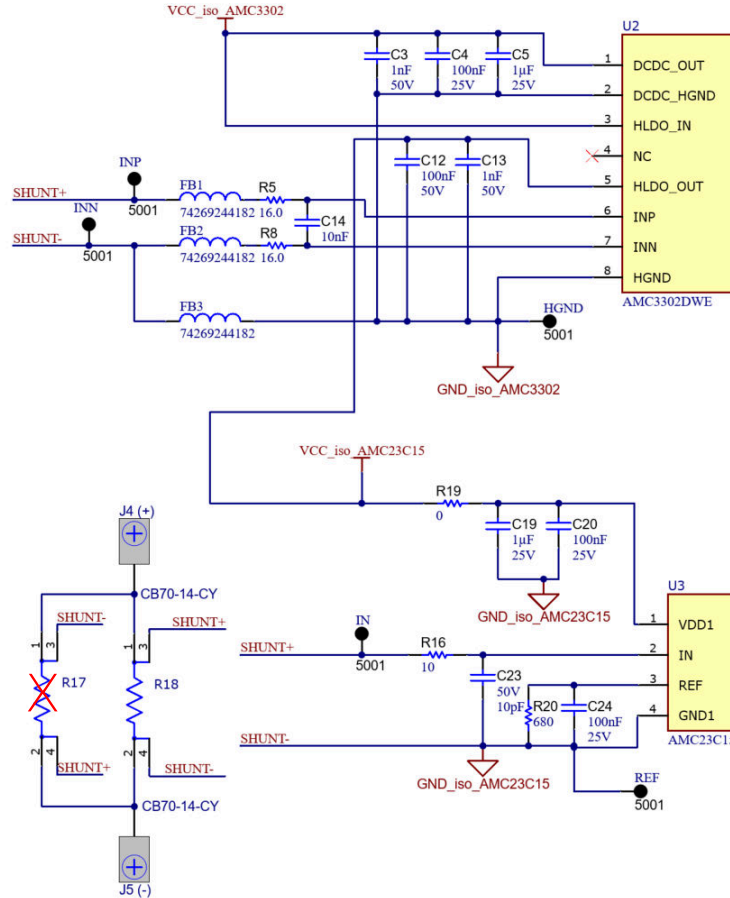 VCC_iso_AMC3302
U2
C3
1nF
50V
C4
100nF
25V
C5
1µF
25V
1
DCDC_OUT
2
DCDC_HGND
3
HLDO_IN
4
NC
5
HLDO_OUT
6
INP
7
INN
8
HGND
AMC3302DWE
C12
100nF
50V
C13
1nF
50V
INP
SHUNT+
5001
FB1
74269244182
R5
16.0
INN
SHUNT-
5001
FB2
74269244182
R8
16.0
C14
10nF
FB3
74269244182
HGND
5001
GND_iso_AMC3302
VCC_iso_AMC23C15
R19
0
C19
1µF
25V
C20
100nF
25V
GND_iso_AMC23C15
U3
1
VDD1
2
IN
3
REF
4
GND1
J4 (+)
CB70-14-CY
SHUNT-
1
3
R17
2
4
SHUNT+
SHUNT+
1
3
R18
2
4
SHUNT-
CB70-14-CY
J5 (-)
SHUNT+
IN
5001
R16
10
C23
50V
10pF
R20
680
C24
100nF
25V
SHUNT-
GND_iso_AMC23C15
REF
5001